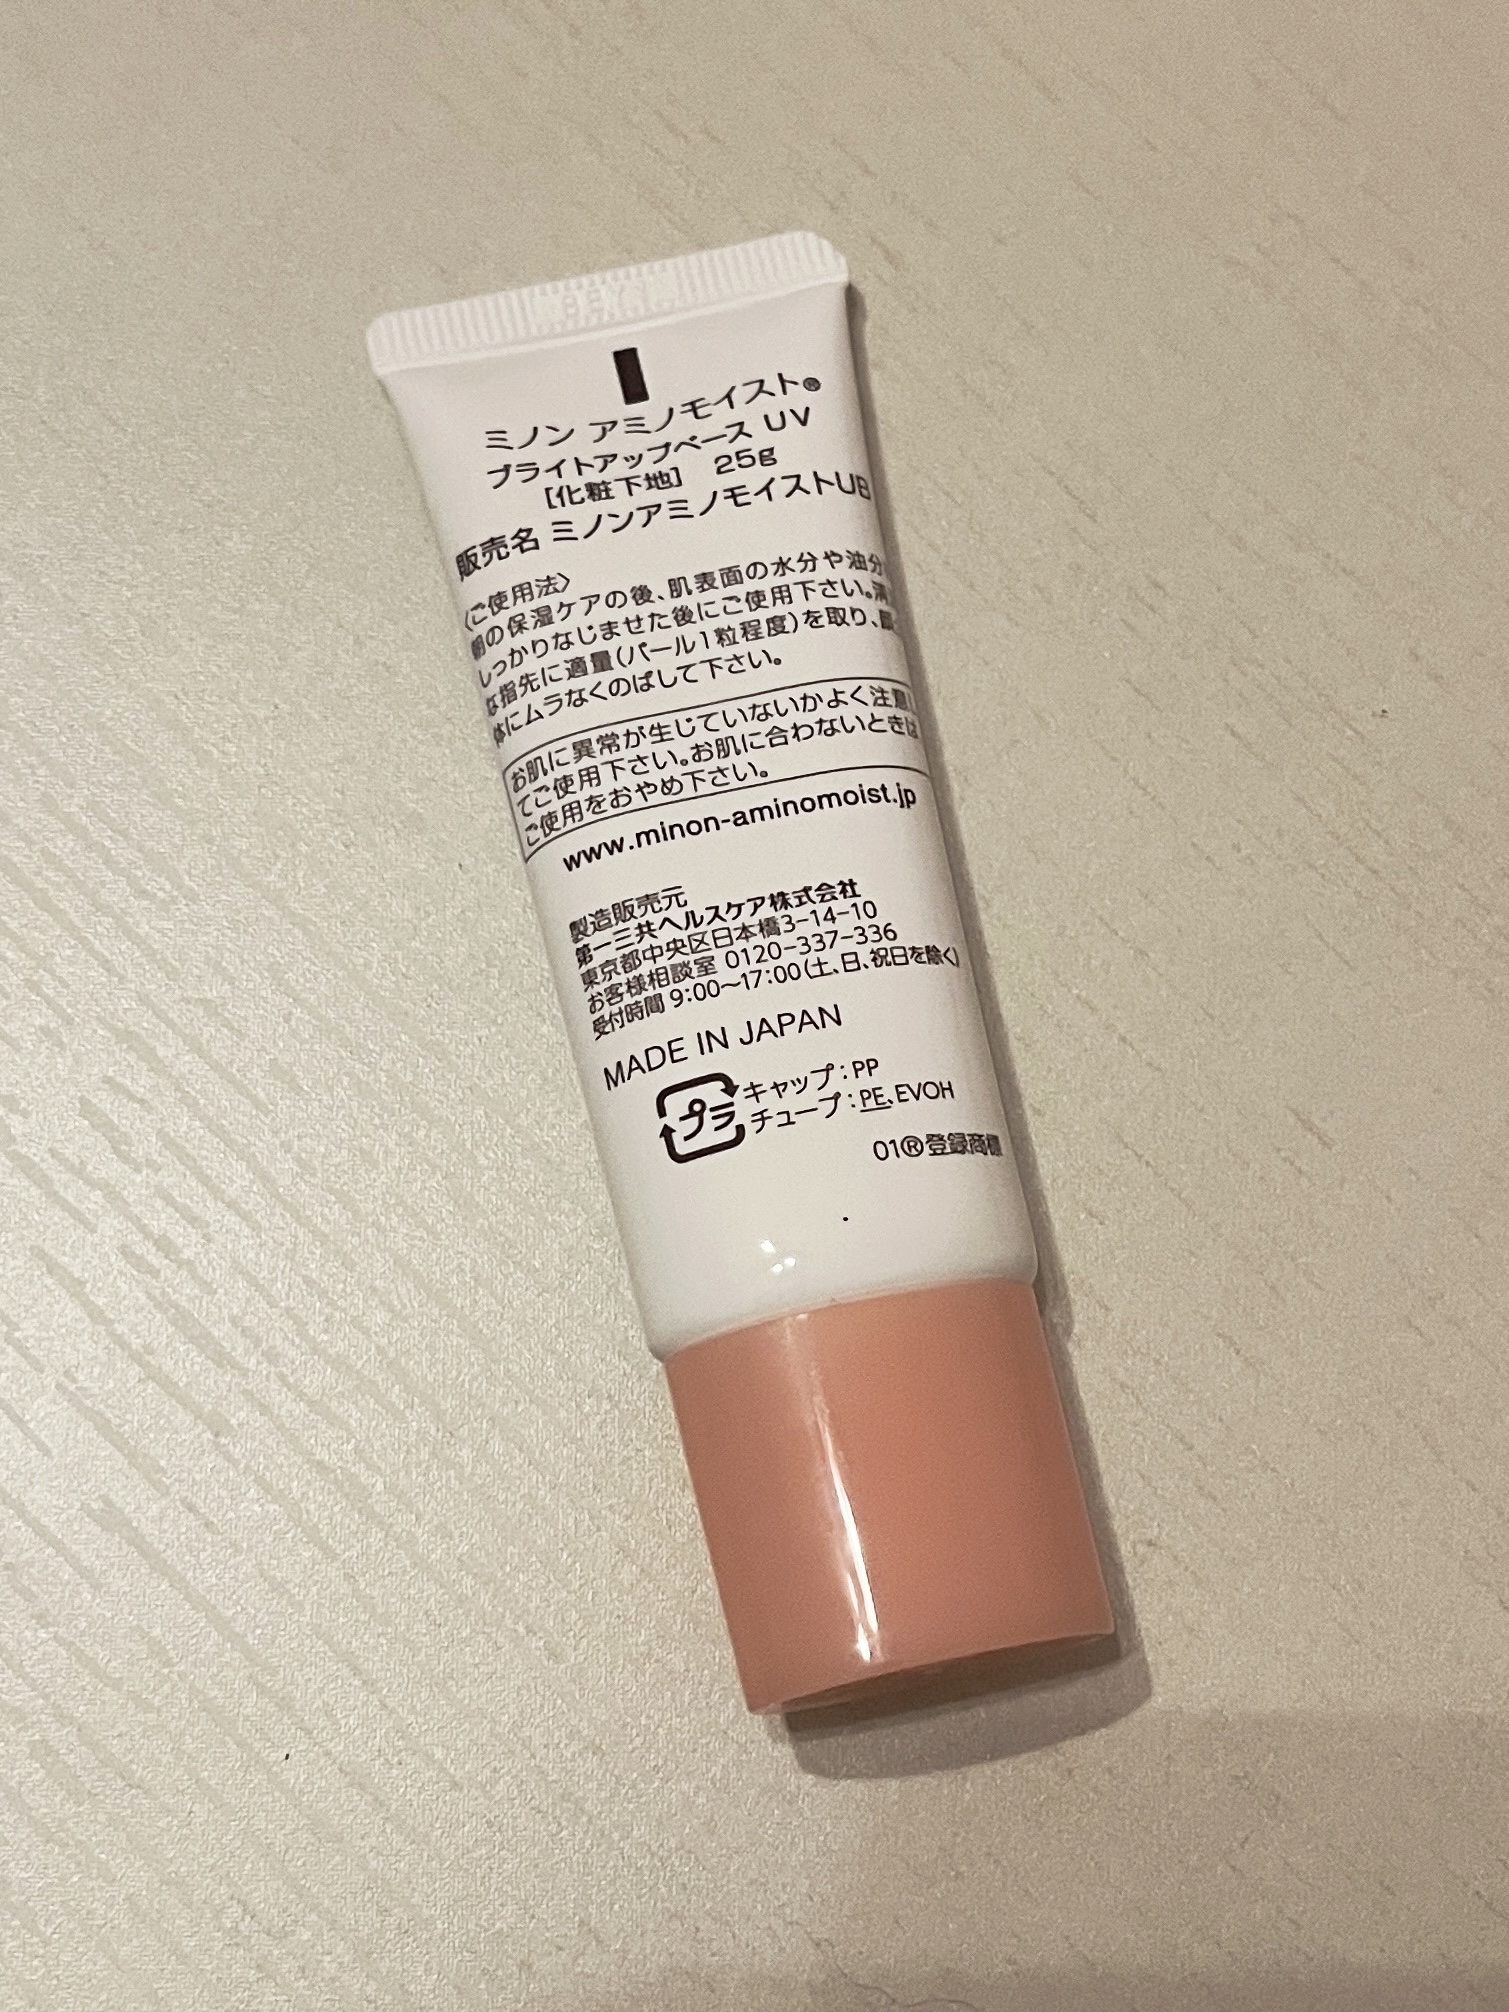 ミノン アミノモイスト®
ブライトアップベース UV
[化粧下地] 25g
販売名 ミノンアミノモイストUB
〈ご使用法〉
朝の保湿ケアの後、肌表面の水分や油分
しっかりなじませた後にご使用下さい。清
な指先に適量(パール1粒程度)を取り、
体にムラなくのばして下さい。
お肌に異常が生じていないかよく注意し
てご使用下さい。お肌に合わないときは
ご使用をおやめ下さい。
www.minon-aminomoist.jp
製造販売元
第一三共ヘルスケア株式会社
東京都中央区日本橋3-14-10
お客様相談室 0120-337-336
受付時間 9:00~17:00(土、日、祝日を除く)
MADE IN JAPAN
プラ
キャップ:PP
チューブ:PE、EVOH
01®登録商標